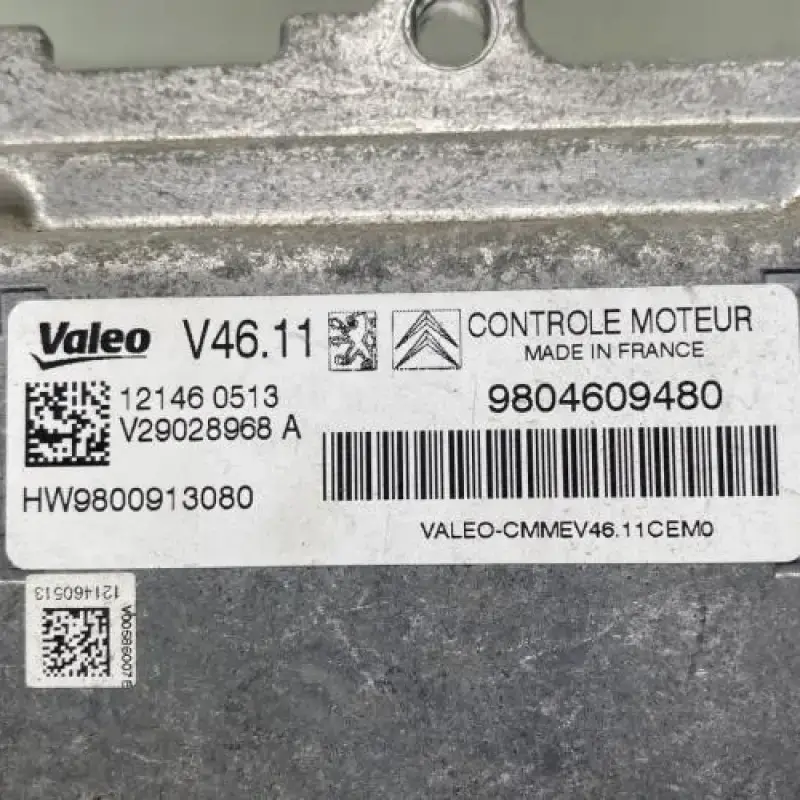 Valeo V46.11 CONTROLE MOTEUR
MADE IN FRANCE
12146 0513
9804609480
V29028968 A
HW9800913080
VALEO-CMMEV46.11CEM0
121460513